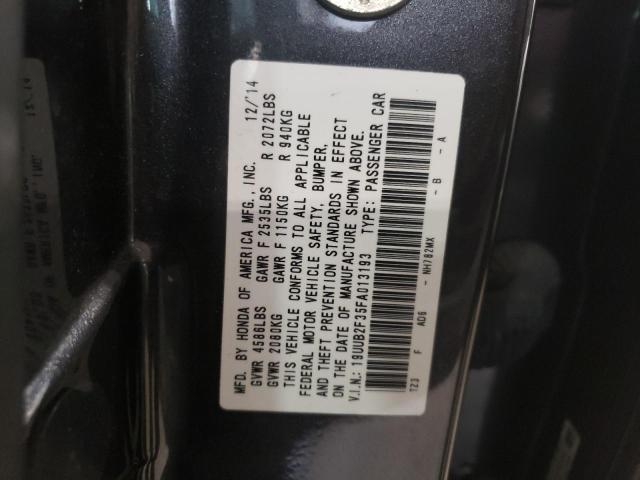 MFD. BY HONDA OF AMERICA MFG.,INC. 12/'14
GVWR 4586LBS GAWR F 2535LBS R 2072LBS
GVWR 2080KG GAWR F 1150KG R 940KG
THIS VEHICLE CONFORMS TO ALL APPLICABLE
FEDERAL MOTOR VEHICLE SAFETY, BUMPER,
AND THEFT PREVENTION STANDARDS IN EFFECT
ON THE DATE OF MANUFACTURE SHOWN ABOVE.
V.I.N.: 19UUB2F35FA013193 TYPE: PASSENGER CAR
TZ3 F AD6 - NH782MX - B - A